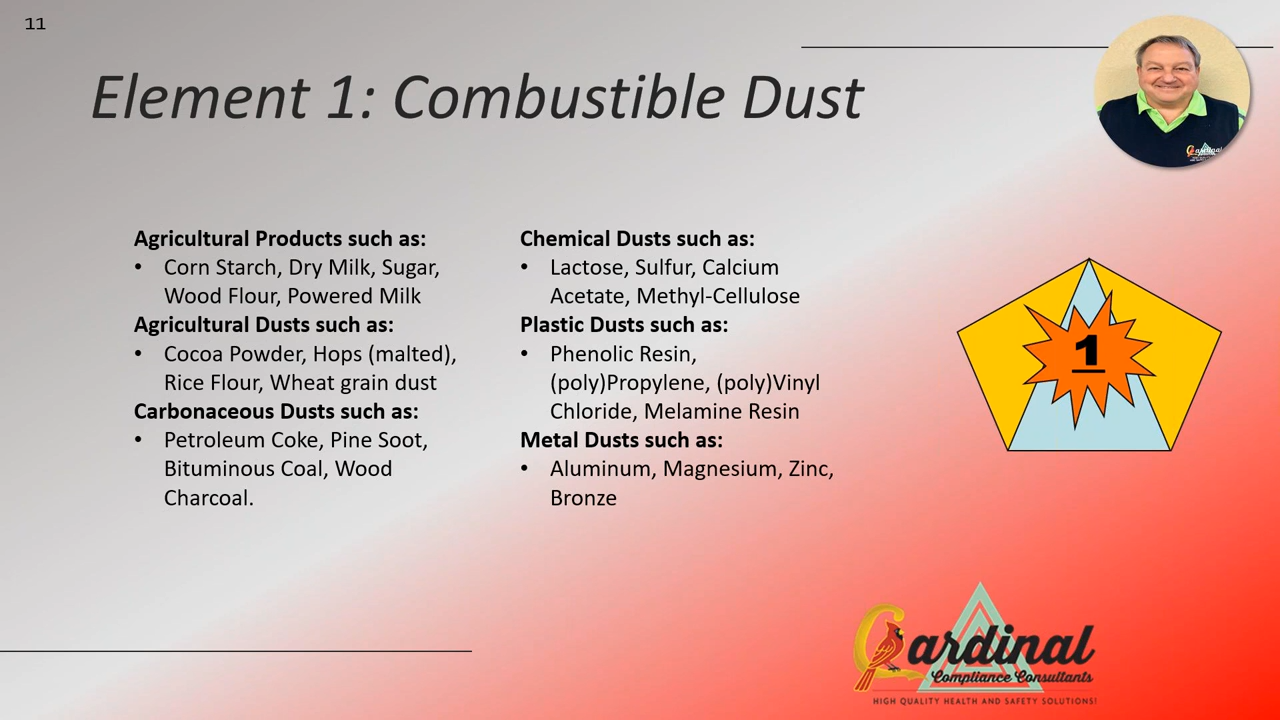 11
Element 1: Combustible Dust
Agricultural Products such as:
• Corn Starch, Dry Milk, Sugar,
Wood Flour, Powered Milk
Agricultural Dusts such as:
• Cocoa Powder, Hops (malted),
Rice Flour, Wheat grain dust
Carbonaceous Dusts such as:
• Petroleum Coke, Pine Soot,
Bituminous Coal, Wood
Charcoal.
Chemical Dusts such as:
• Lactose, Sulfur, Calcium
Acetate, Methyl-Cellulose
Plastic Dusts such as:
• Phenolic Resin,
(poly)Propylene, (poly)Vinyl
Chloride, Melamine Resin
Metal Dusts such as:
• Aluminum, Magnesium, Zinc,
Bronze
1
Cardinal
Cardinal
Compliance Consultants
HIGH QUALITY HEALTH AND SAFETY SOLUTIONS!